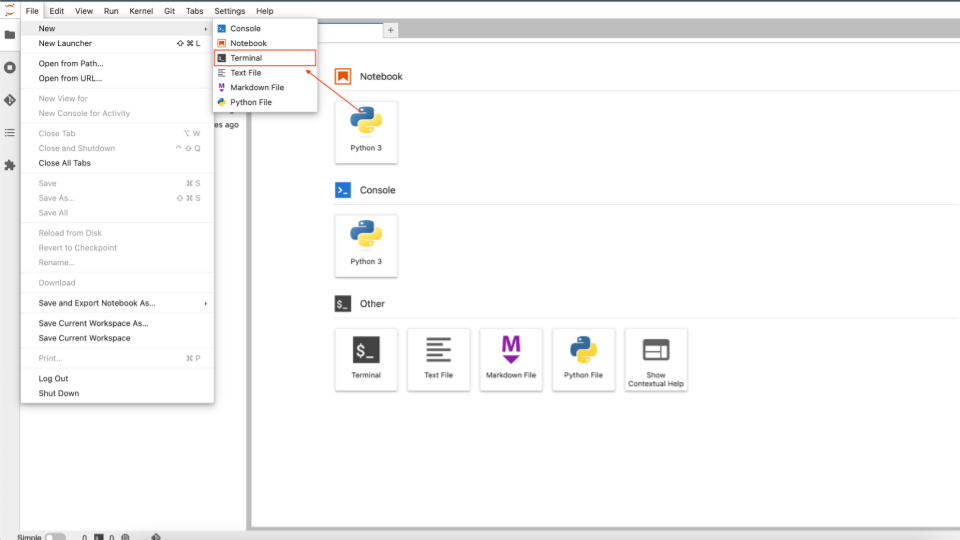 File Edit View Run Kernel Git Tabs Settings Help
New
New Launcher ⇧ ⌘ L
Open from Path...
Open from URL...
New View for
New Console for Activity
Close Tab ⌥ W
Close and Shutdown ^ ⇧ Q
Close All Tabs
Save ⌘ S
Save As... ⇧ ⌘ S
Save All
Reload from Disk
Revert to Checkpoint
Rename...
Download
Save and Export Notebook As...
Save Current Workspace As...
Save Current Workspace
Print... ⌘ P
Log Out
Shut Down
Console
Notebook
Terminal
Text File
Markdown File
Python File
es ago
Notebook
Python 3
Console
Python 3
$_ Other
$_
Terminal
Text File
M
Markdown File
Python File
Show
Contextual Help
Simple 0 0